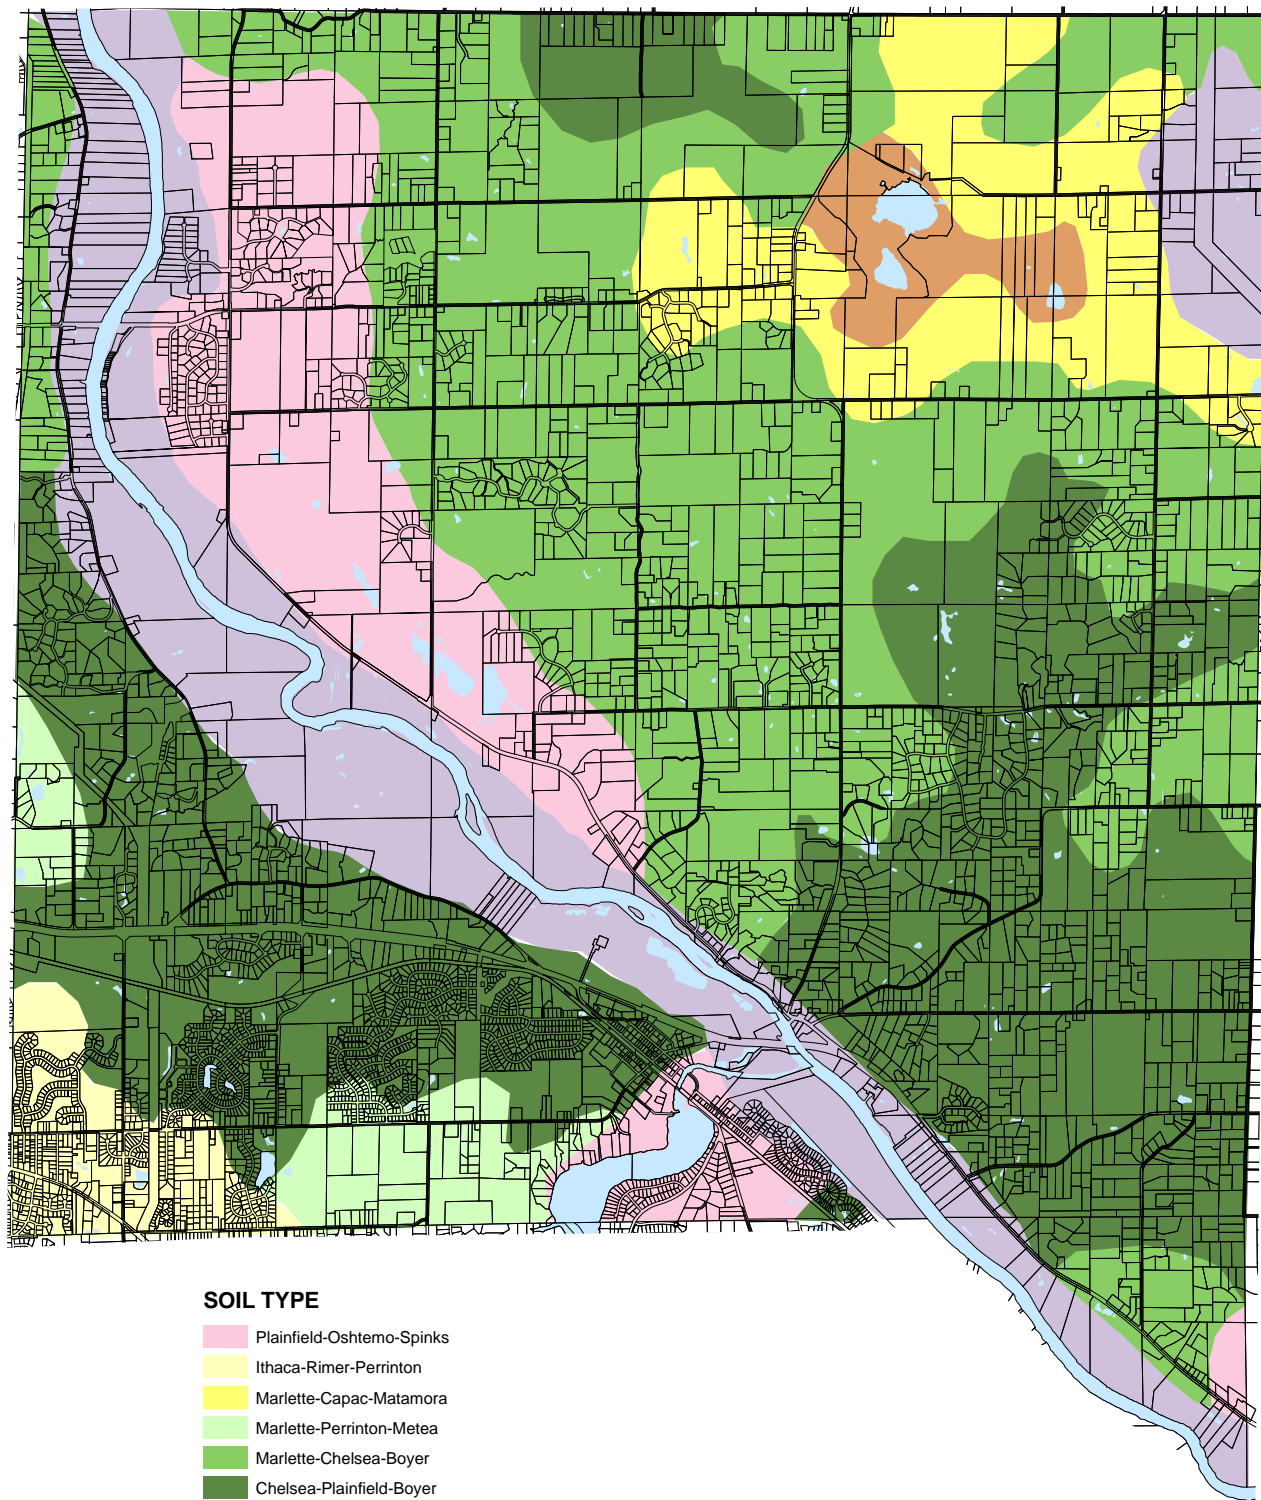 SOIL TYPE
Plainfield-Oshtemo-Spinks
Ithaca-Rimer-Perrinton
Marlette-Capac-Matamora
Marlette-Perrinton-Metea
Marlette-Chelsea-Boyer
Chelsea-Plainfield-Boyer